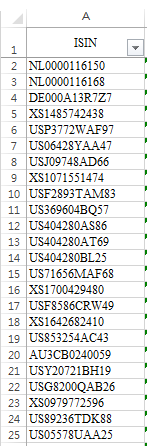 A
1 ISIN
2 NL0000116150
3 NL0000116168
4 DE000A13R7Z7
5 XS1485742438
6 USP3772WAF97
7 US06428YAA47
8 USJ09748AD66
9 XS1071551474
10 USF2893TAM83
11 US369604BQ57
12 US404280AS86
13 US404280AT69
14 US404280BL25
15 US71656MAF68
16 XS1700429480
17 USF8586CRW49
18 XS1642682410
19 US853254AC43
20 AU3CB0240059
21 USY20721BH19
22 USG8200QAB26
23 XS0979772596
24 US89236TDK88
25 US05578UAA25